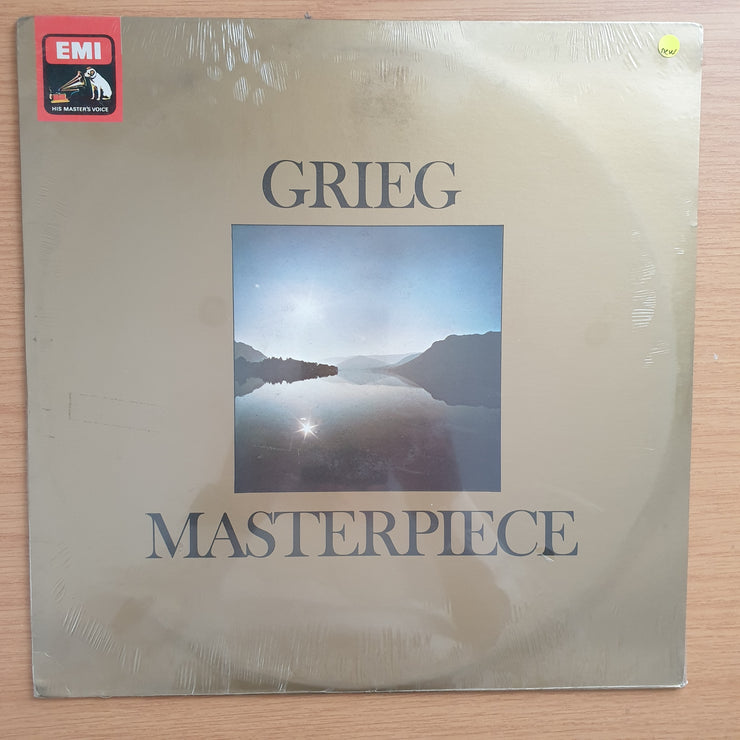 EMI
HIS MASTER'S VOICE
new
GRIEG
MASTERPIECE